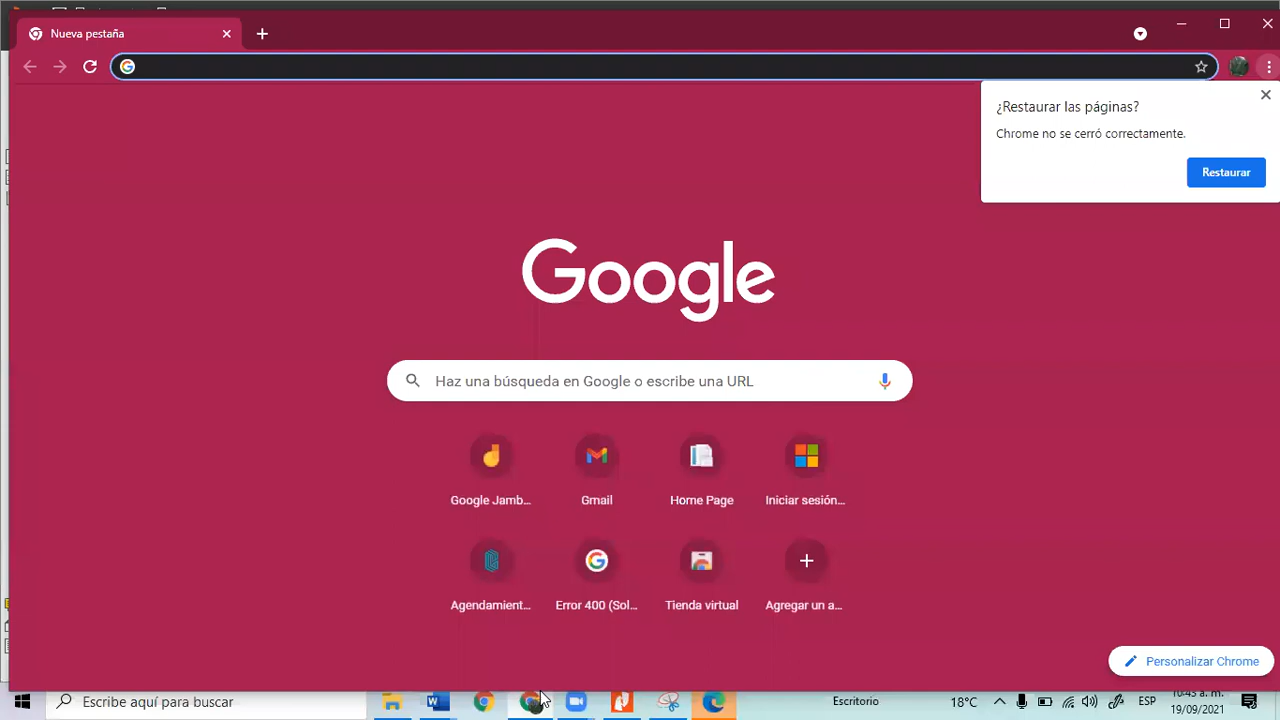 Nueva pestaña
¿Restaurar las páginas?
Chrome no se cerró correctamente.
Restaurar
Google
Haz una búsqueda en Google o escribe una URL
Google Jamb...
Gmail
Home Page
Iniciar sesión...
Agendamient...
Error 400 (Sol...
Tienda virtual
Agregar un a...
Personalizar Chrome
Escribe aquí para buscar
Escritorio
18°C
ESP
10:43 a. m.
19/09/2021